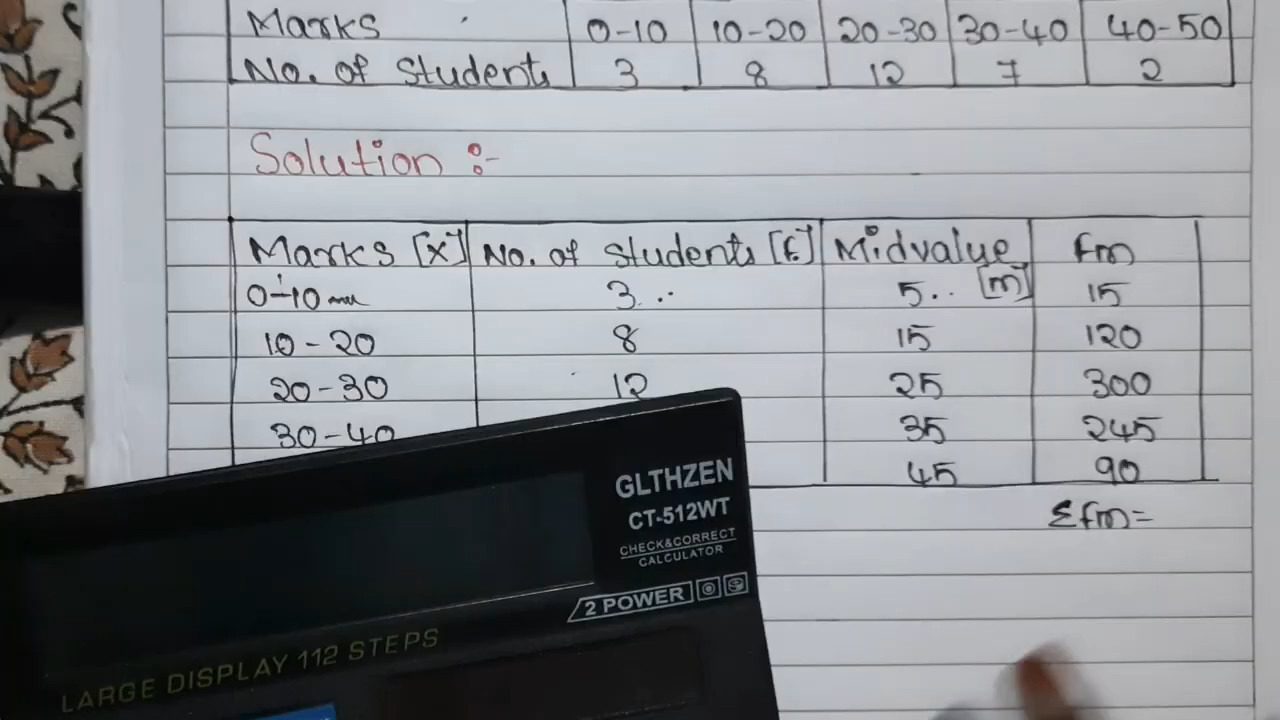 Marks 0-10 10-20 20-30 30-40 40-50
No. of Students 3 8 12 7 2
Solution :-
Marks [x] No. of Students [f] Midvalue [m] fm
0-10 3 5 15
10-20 8 15 120
20-30 12 25 300
30-40 35 245
45 90
Σfm=
GLTHZEN
CT-512WT
CHECK&CORRECT
CALCULATOR
2 POWER
LARGE DISPLAY 112 STEPS